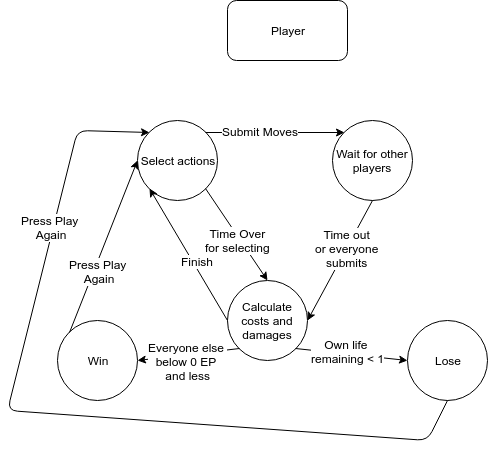 Player
Submit Moves
Select actions
Wait for other
players
Press Play
Again
Time Over
for selecting
Time out
or everyone
submits
Finish
Press Play
Again
Calculate
costs and
damages
Everyone else
below 0 EP
and less
Own life
remaining < 1
Win
Lose